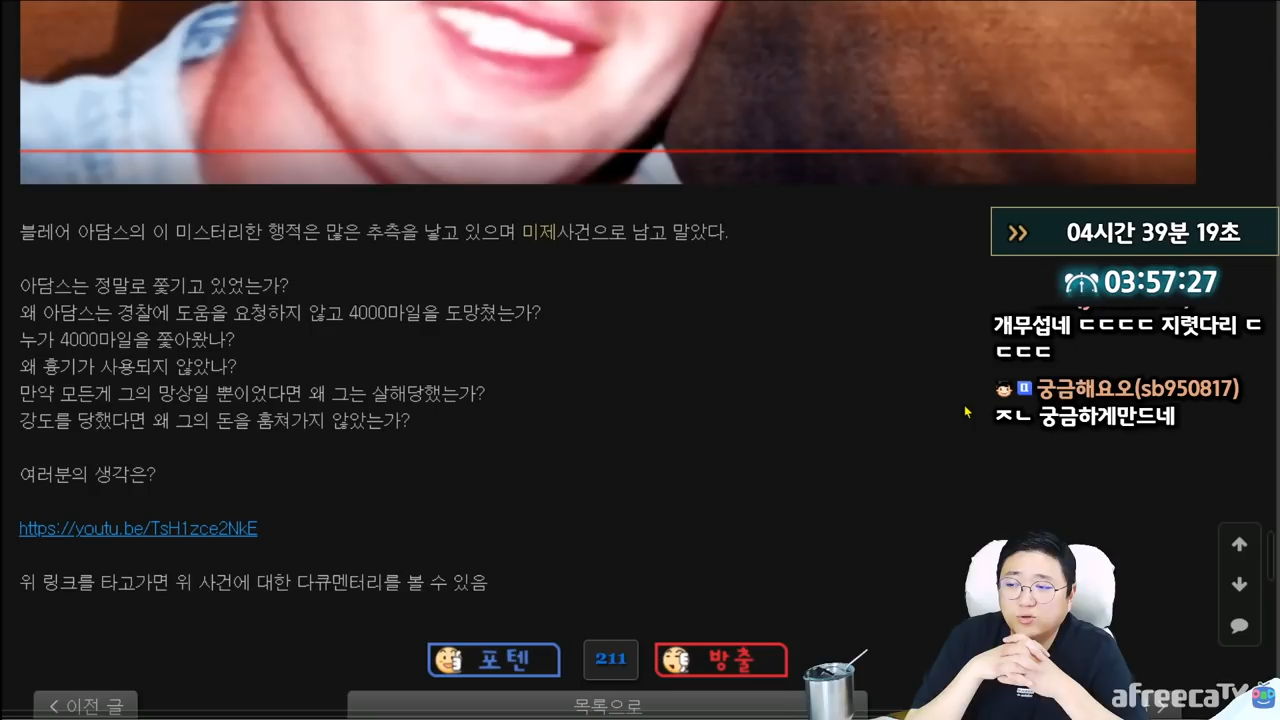 블레어 아담스의 이 미스터리한 행적은 많은 추측을 낳고 있으며 미제사건으로 남고 말았다.
아담스는 정말로 쫓기고 있었는가?
왜 아담스는 경찰에 도움을 요청하지 않고 4000마일을 도망쳤는가?
누가 4000마일을 쫓아왔나?
왜 흉기가 사용되지 않았나?
만약 모든게 그의 망상일 뿐이었다면 왜 그는 살해당했는가?
강도를 당했다면 왜 그의 돈을 훔쳐가지 않았는가?
여러분의 생각은?
https://youtu.be/TsH1zce2NkE
위 링크를 타고가면 위 사건에 대한 다큐멘터리를 볼 수 있음
포텐
211
방출
이전 글
목록으로
04시간 39분 19초
03:57:27
개무섭네 ㄷㄷㄷㄷ 지렷다리 ㄷ
ㄷㄷㄷ
궁금해요오(sb950817)
ㅈㄴ 궁금하게만드네
afreecaTV